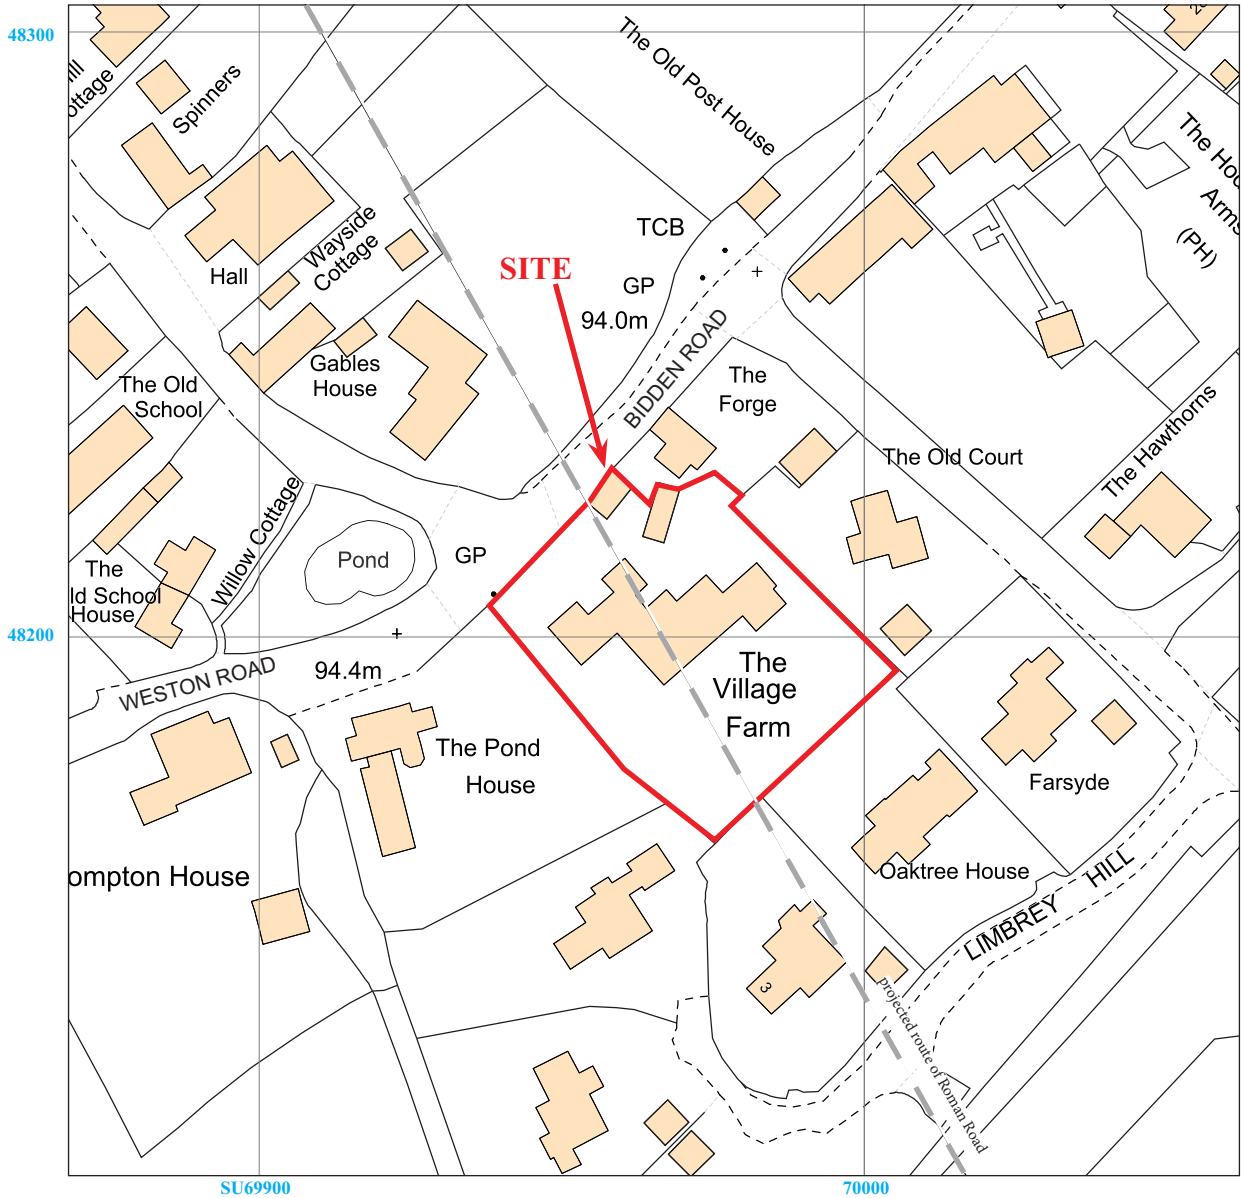 48300
ill
ottage
Spinners
The Old Post House
The Hoo
Arms
(PH)
Hall
Wayside
Cottage
TCB
SITE
GP
94.0m
BIDDEN ROAD
Gables
House
The Old
School
The
Forge
The Old Court
The Hawthorns
Willow Cottage
Pond
GP
The
ld School
House
48200
WESTON ROAD
94.4m
The
Village
Farm
The Pond
House
Farsyde
ompton House
Oaktree House
LIMBREY HILL
3
projected route of Roman Road
SU69900
70000